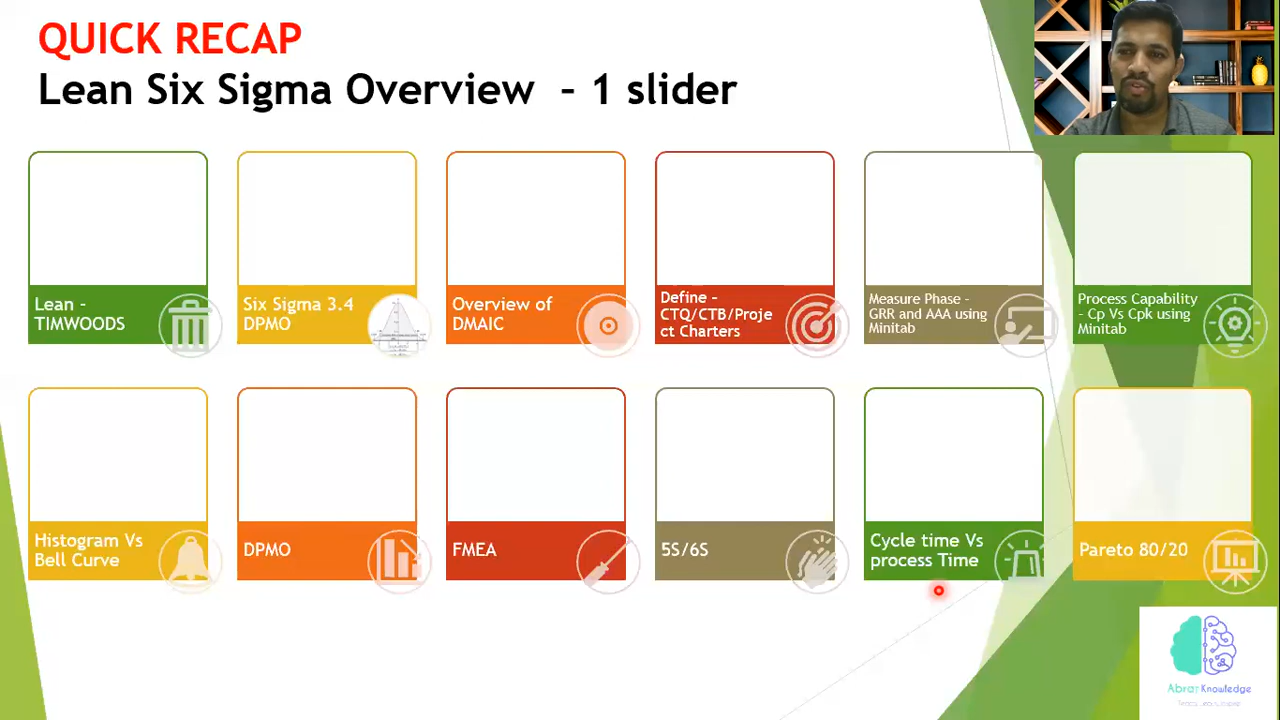 QUICK RECAP
Lean Six Sigma Overview - 1 slider
Lean -
TIMWOODS
Six Sigma 3.4
DPMO
Overview of
DMAIC
Define -
CTQ/CTB/Proje
ct Charters
Measure Phase -
GRR and AAA using
Minitab
Process Capability
- Cp Vs Cpk using
Minitab
Histogram Vs
Bell Curve
DPMO
FMEA
5S/6S
Cycle time Vs
process Time
Pareto 80/20
Abrar Knowledge